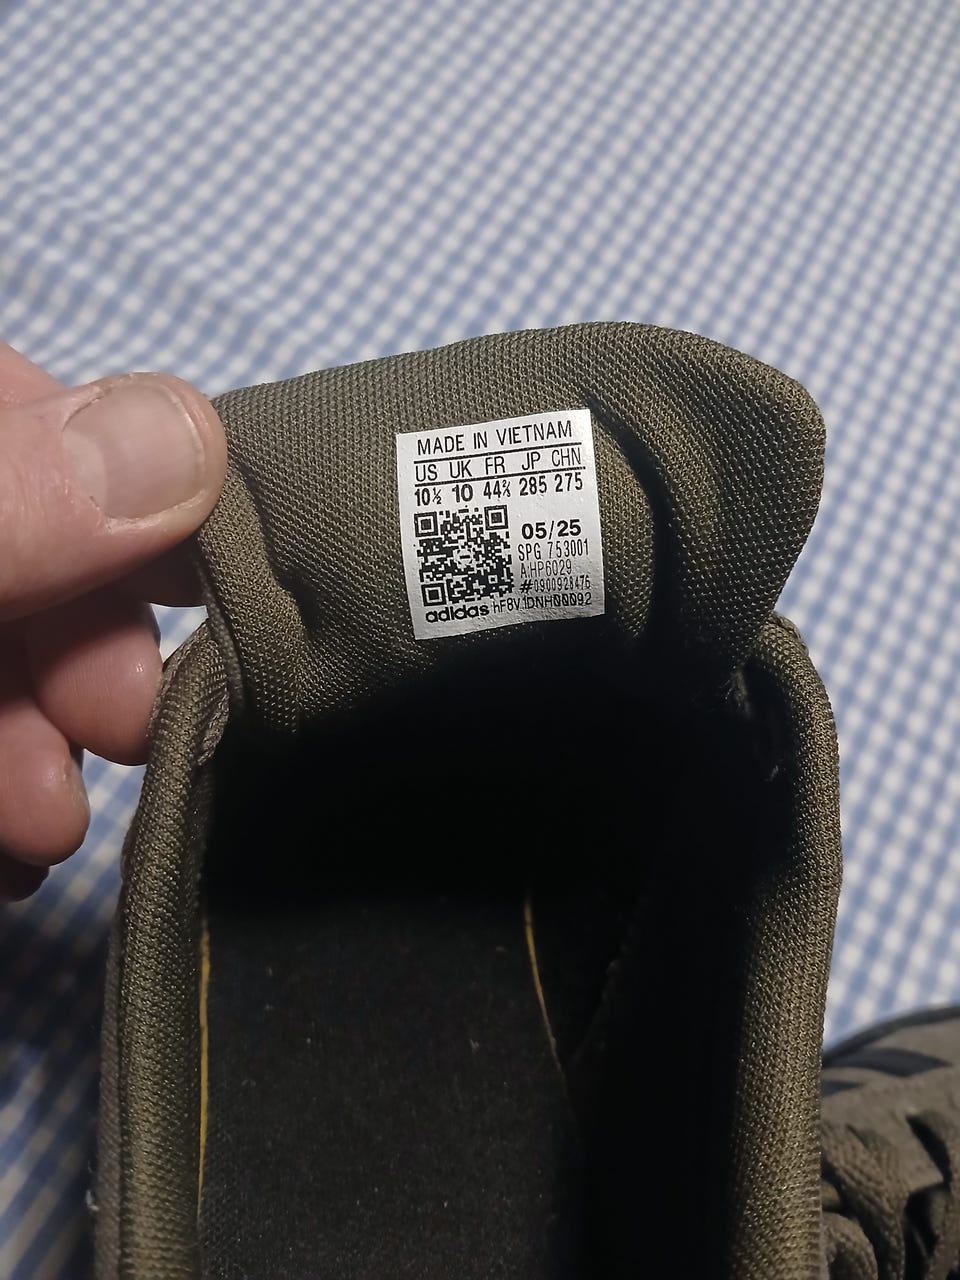 MADE IN VIETNAM
US UK FR JP CHN
10½ 10 44⅔ 285 275
05/25
SPG 753001
A:HP6029
#0900928476
adidas hF8V1DNH00092